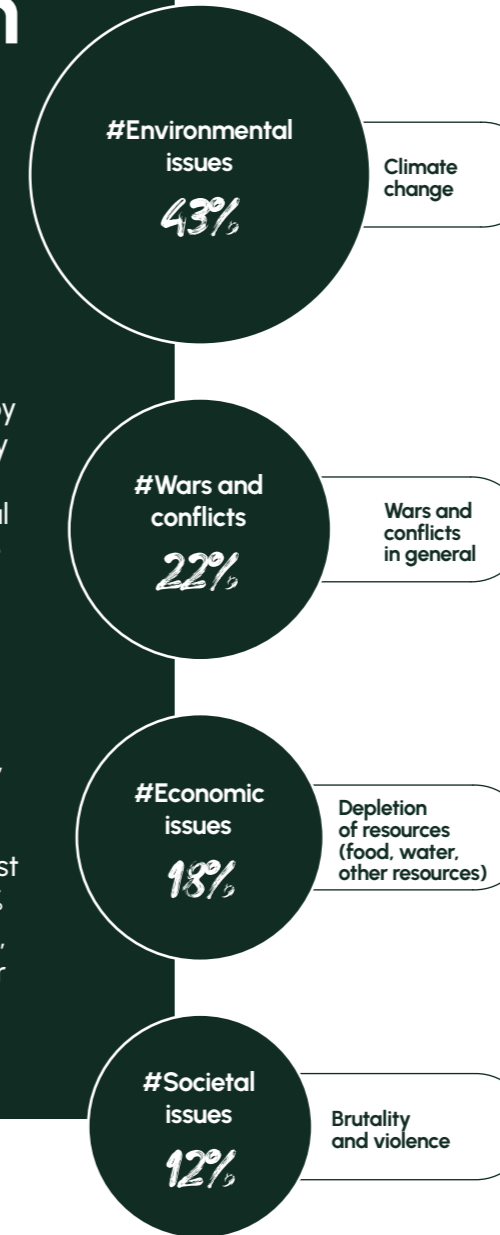 #Environmental
issues
43%
Climate
change
#Wars and
conflicts
22%
Wars and
conflicts
in general
#Economic
issues
18%
Depletion
of resources
(food, water,
other resources)
#Societal
issues
12%
Brutality
and violence